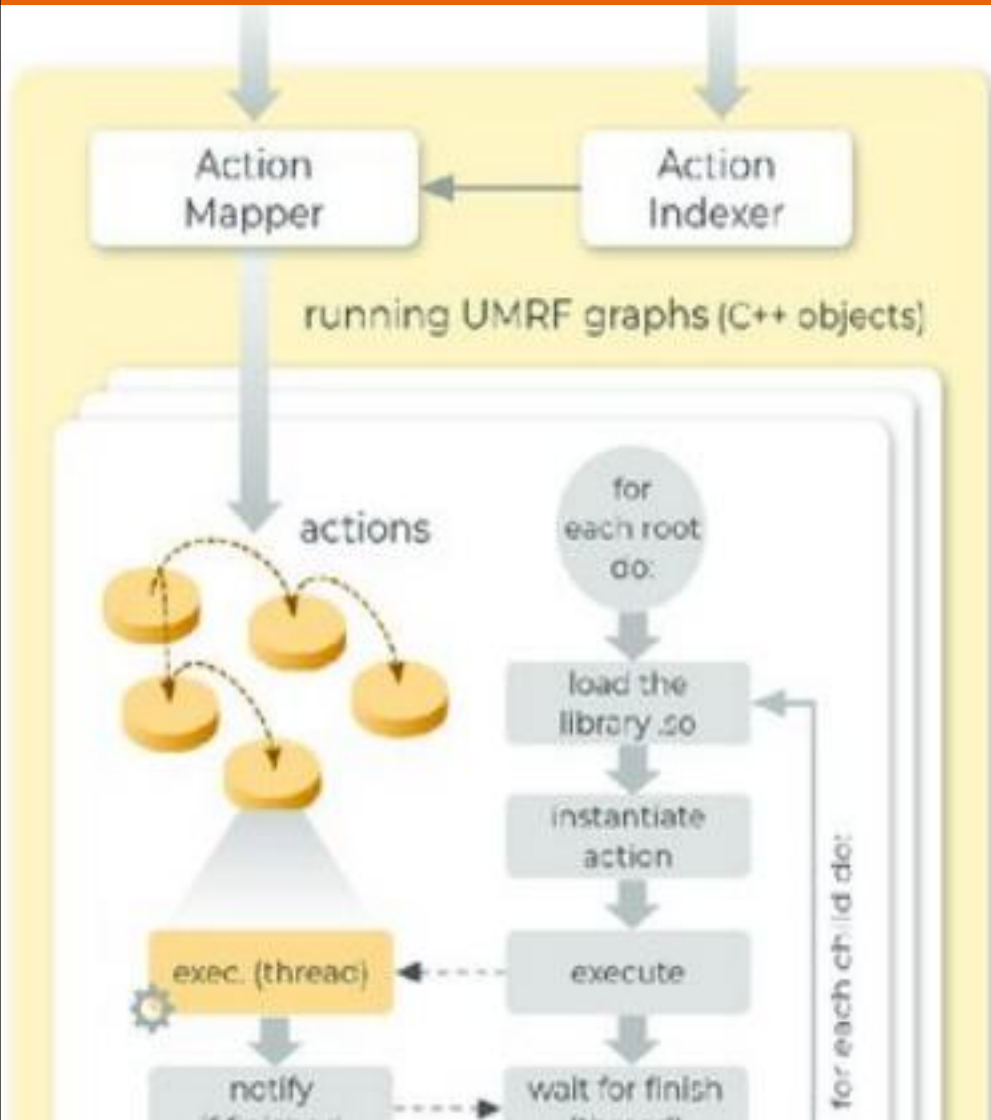 Action
Mapper
Action
Indexer
running UMRF graphs (C++ objects)
actions
for
each root
do:
load the
library .so
instantiate
action
for each child do:
exec. (thread)
execute
notify
wait for finish